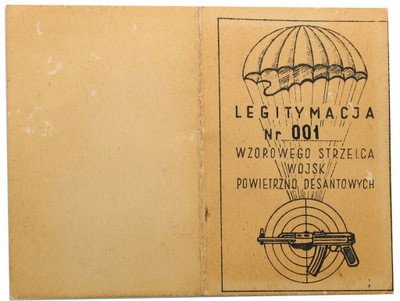 LEGITYMACJA
Nr 001
WZOROWEGO STRZELCA
WOJSK
POWIETRZNO DESANTOWYCH